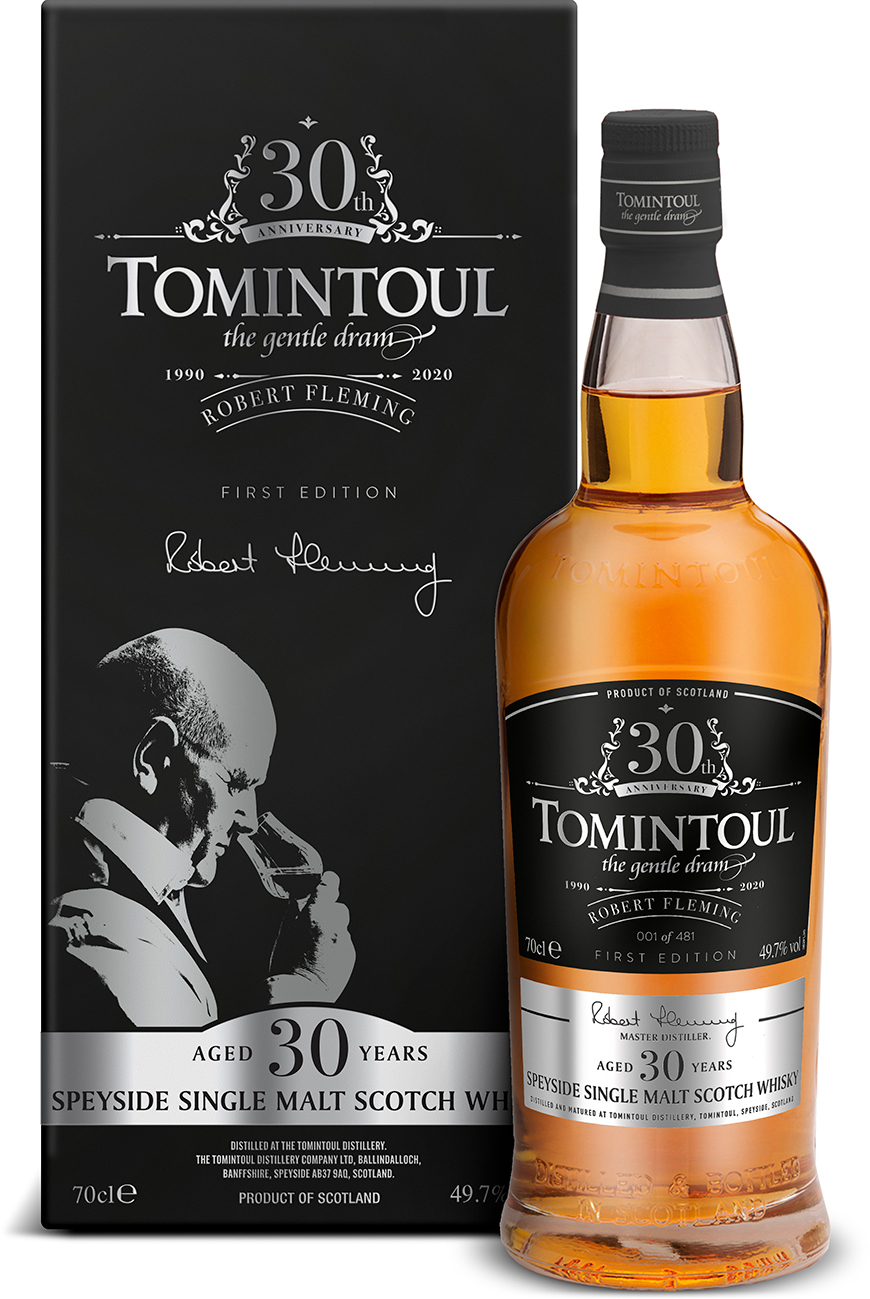 30th
ANNIVERSARY
TOMINTOUL
the gentle dram
1990 2020
ROBERT FLEMING
FIRST EDITION
Robert Fleming
AGED 30 YEARS
SPEYSIDE SINGLE MALT SCOTCH WH
DISTILLED AT THE TOMINTOUL DISTILLERY.
THE TOMINTOUL DISTILLERY COMPANY LTD, BALLINDALLOCH,
BANFFSHIRE, SPEYSIDE AB37 9AQ, SCOTLAND.
70cl e PRODUCT OF SCOTLAND 49.7%
TOMINTOUL
the gentle dram
TOMINTOUL
PRODUCT OF SCOTLAND
30th
ANNIVERSARY
TOMINTOUL
the gentle dram
1990 2020
ROBERT FLEMING
001 of 481
70cl e FIRST EDITION 49.7% vol
Robert Fleming
MASTER DISTILLER.
AGED 30 YEARS
SPEYSIDE SINGLE MALT SCOTCH WHISKY
DISTILLED AND MATURED AT TOMINTOUL DISTILLERY, TOMINTOUL, SPEYSIDE, SCOTLAND
DISTILLED & BOTTLED
IN SCOTLAND